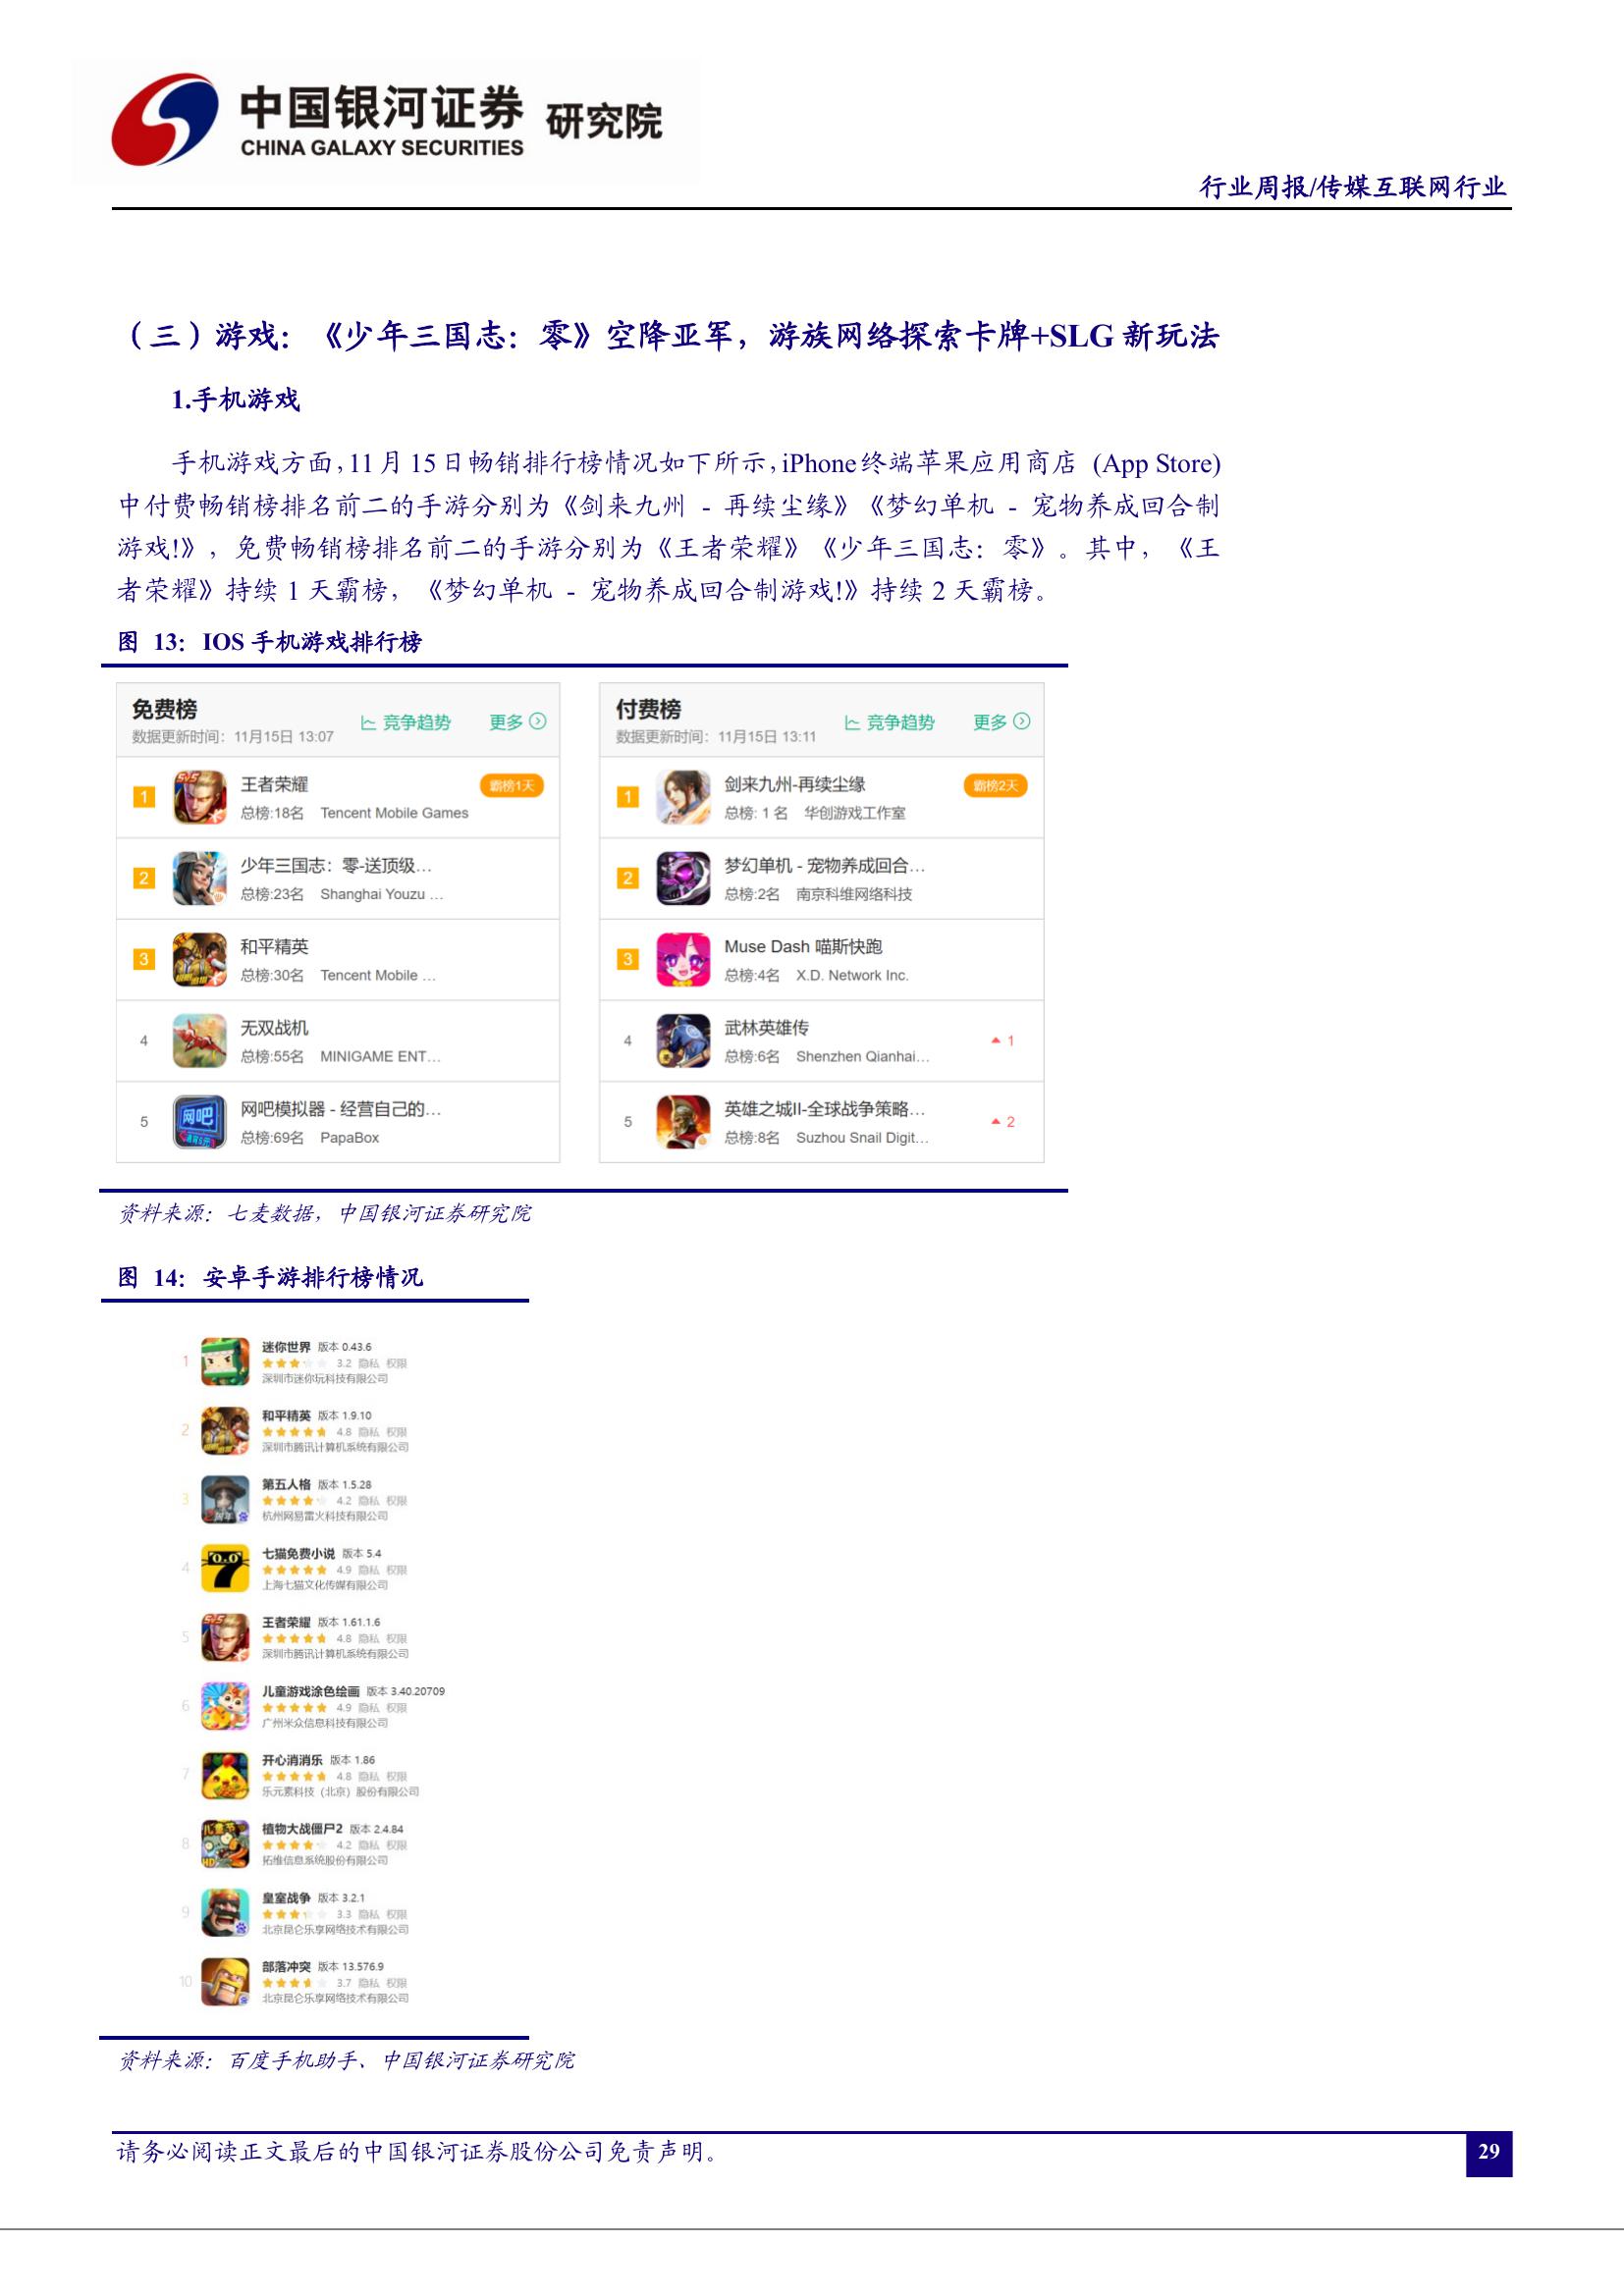 中国银河证券 研究院
CHINA GALAXY SECURITIES
行业周报/传媒互联网行业
（三）游戏：《少年三国志：零》空降亚军，游族网络探索卡牌+SLG 新玩法
1.手机游戏
手机游戏方面，11 月 15 日畅销排行榜情况如下所示，iPhone 终端苹果应用商店 (App Store)
中付费畅销榜排名前二的手游分别为《剑来九州 - 再续尘缘》《梦幻单机 - 宠物养成回合制
游戏!》，免费畅销榜排名前二的手游分别为《王者荣耀》《少年三国志：零》。其中，《王
者荣耀》持续 1 天霸榜，《梦幻单机 - 宠物养成回合制游戏!》持续 2 天霸榜。
图 13：IOS 手机游戏排行榜
免费榜
数据更新时间：11月15日 13:07
竞争趋势 更多
1 王者荣耀 霸榜1天
总榜:18名 Tencent Mobile Games
2 少年三国志：零-送顶级...
总榜:23名 Shanghai Youzu ...
3 和平精英
总榜:30名 Tencent Mobile ...
4 无双战机
总榜:55名 MINIGAME ENT...
5 网吧模拟器 - 经营自己的...
总榜:69名 PapaBox
付费榜
数据更新时间：11月15日 13:11
竞争趋势 更多
1 剑来九州-再续尘缘 霸榜2天
总榜: 1 名 华创游戏工作室
2 梦幻单机 - 宠物养成回合...
总榜:2名 南京科维网络科技
3 Muse Dash 喵斯快跑
总榜:4名 X.D. Network Inc.
4 武林英雄传 1
总榜:6名 Shenzhen Qianhai...
5 英雄之城II-全球战争策略... 2
总榜:8名 Suzhou Snail Digit...
资料来源：七麦数据，中国银河证券研究院
图 14：安卓手游排行榜情况
1 迷你世界 版本 0.43.6
3.2 隐私 权限
深圳市迷你玩科技有限公司
2 和平精英 版本 1.9.10
4.8 隐私 权限
深圳市腾讯计算机系统有限公司
3 第五人格 版本 1.5.28
4.2 隐私 权限
杭州网易雷火科技有限公司
4 七猫免费小说 版本 5.4
4.9 隐私 权限
上海七猫文化传媒有限公司
5 王者荣耀 版本 1.61.1.6
4.8 隐私 权限
深圳市腾讯计算机系统有限公司
6 儿童游戏涂色绘画 版本 3.40.20709
4.9 隐私 权限
广州米众信息科技有限公司
7 开心消消乐 版本 1.86
4.8 隐私 权限
乐元素科技（北京）股份有限公司
8 植物大战僵尸2 版本 2.4.84
4.2 隐私 权限
拓维信息系统股份有限公司
9 皇室战争 版本 3.2.1
3.3 隐私 权限
北京昆仑乐享网络技术有限公司
10 部落冲突 版本 13.576.9
3.7 隐私 权限
北京昆仑乐享网络技术有限公司
资料来源：百度手机助手、中国银河证券研究院
请务必阅读正文最后的中国银河证券股份公司免责声明。
29